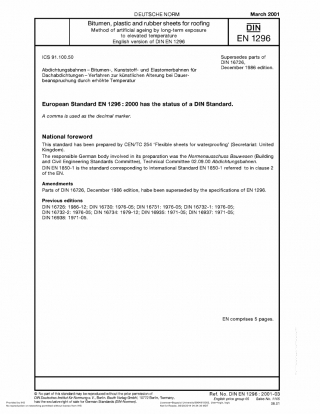 DEUTSCHE NORM
March 2001
Bitumen, plastic and rubber sheets for roofing
Method of artificial ageing by long-term exposure
to elevated temperature
English version of DIN EN 1296
DIN
EN 1296
ICS 91.100.50
Supersedes parts of
DIN 16726,
December 1986 edition.
Abdichtungsbahnen – Bitumen-, Kunststoff- und Elastomerbahnen für
Dachabdichtungen – Verfahren zur künstlichen Alterung bei Dauer-
beanspruchung durch erhöhte Temperatur
European Standard EN 1296 : 2000 has the status of a DIN Standard.
A comma is used as the decimal marker.
National foreword
This standard has been prepared by CEN/TC 254 'Flexible sheets for waterproofing' (Secretariat: United
Kingdom).
The responsible German body involved in its preparation was the Normenausschuss Bauwesen (Building
and Civil Engineering Standards Committee), Technical Committee 02.09.00 Abdichtungsbahnen.
DIN EN 1850-1 is the standard corresponding to International Standard EN 1850-1 referred to in clause 2
of the EN.
Amendments
Parts of DIN 16726, December 1986 edition, have been superseded by the specifications of EN 1296.
Previous editions
DIN 16726: 1986-12; DIN 16730: 1976-05; DIN 16731: 1976-05; DIN 16732-1: 1976-05,
DIN 16732-2: 1976-05; DIN 16734: 1979-12; DIN 16935: 1971-05; DIN 16937: 1971-05;
DIN 16938: 1971-05.
EN comprises 5 pages.
© No part of this standard may be reproduced without the prior permission of
DIN Deutsches Institut für Normung e. V., Berlin. Beuth Verlag GmbH, 10772 Berlin, Germany,
has the exclusive right of sale for German Standards (DIN-Normen).
Ref. No. DIN EN 1296 : 2001-03
English price group 05